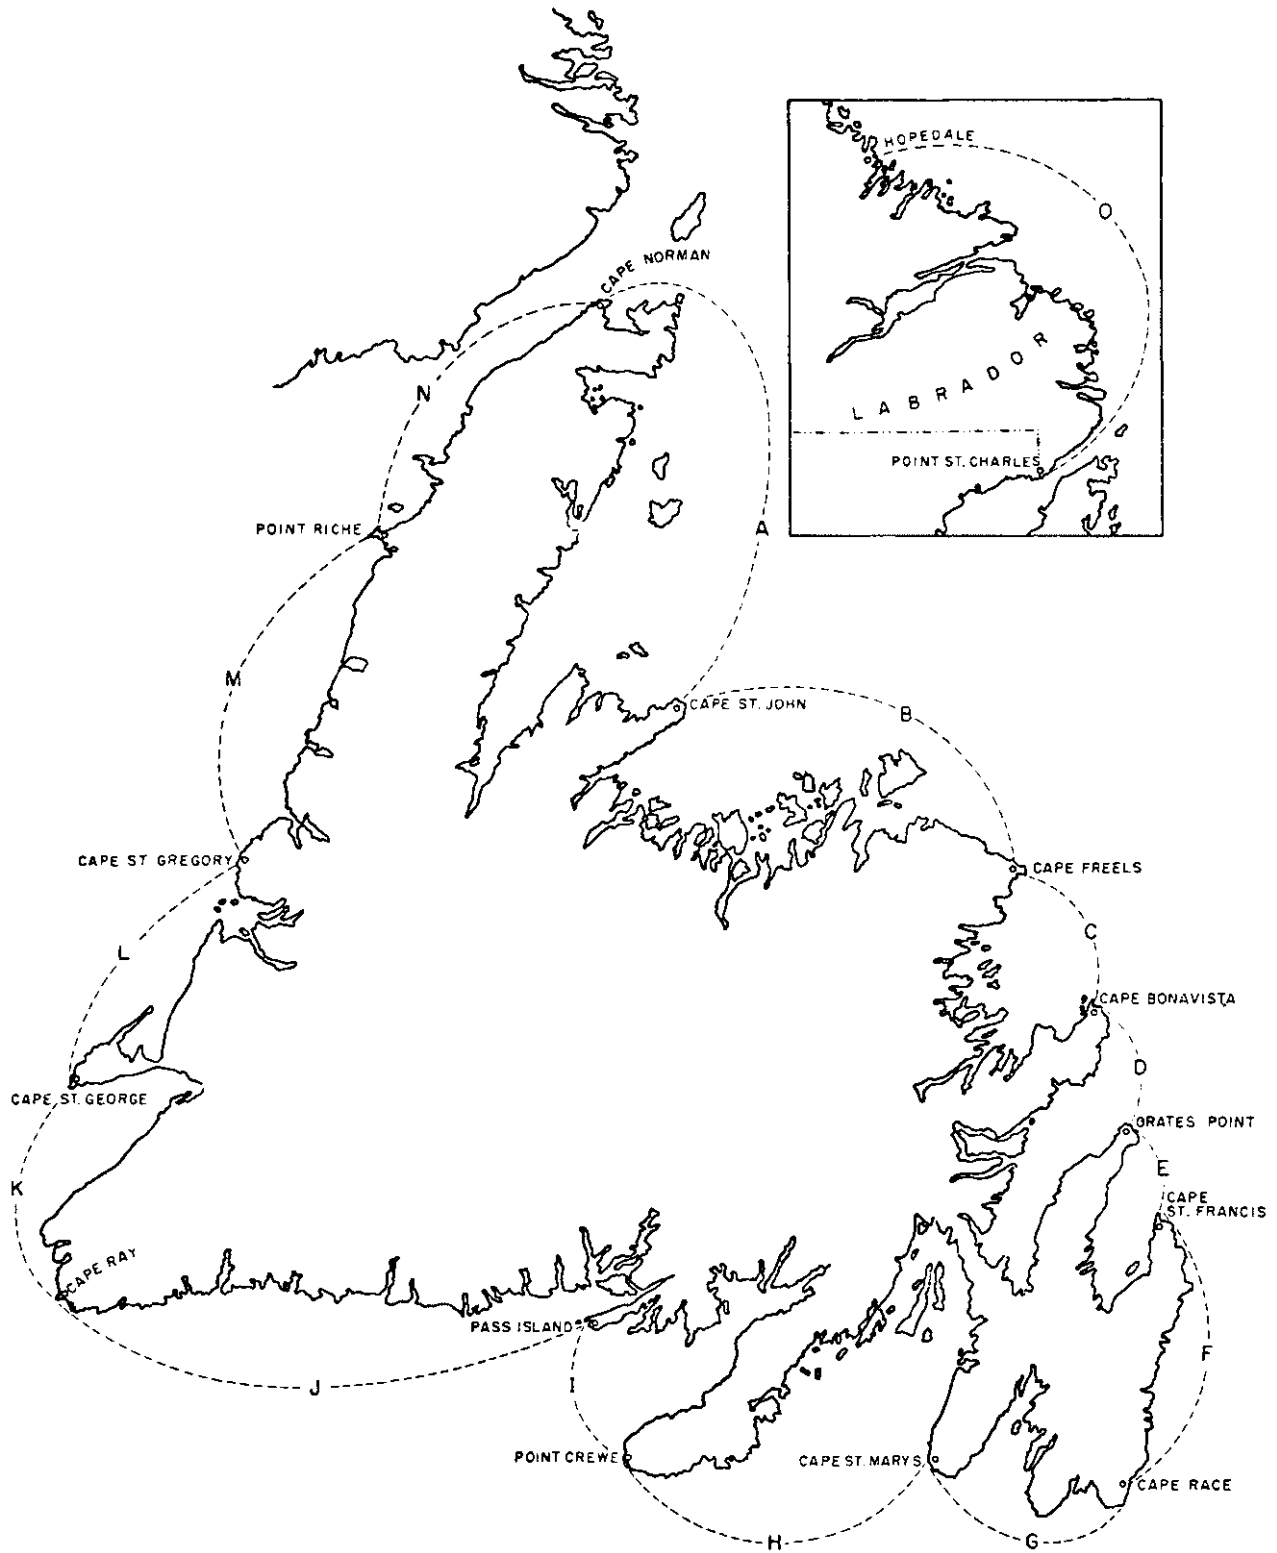 HOPEDALE
O
CAPE NORMAN
LABRADOR
N
POINT ST. CHARLES
POINT RICHE
A
M
CAPE ST. JOHN
B
CAPE ST GREGORY
CAPE FREELS
C
L
CAPE BONAVISTA
D
CAPE ST. GEORGE
GRATES POINT
E
K
CAPE
ST. FRANCIS
CAPE RAY
PASS ISLAND
F
J
I
POINT CREWE
CAPE ST. MARYS
CAPE RACE
H
G